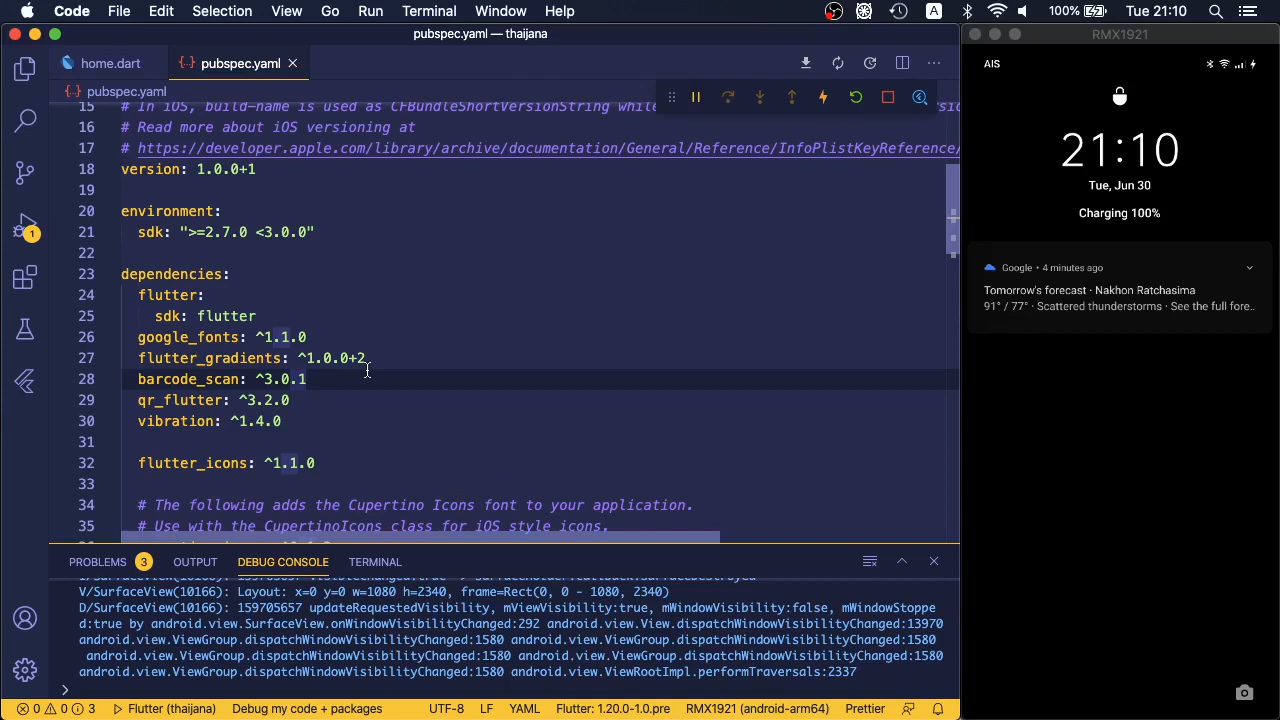 Code File Edit Selection View Go Run Terminal Window Help
A 100% Tue 21:10
pubspec.yaml — thaijana
RMX1921
home.dart pubspec.yaml
pubspec.yaml
15 # In iOS, build-name is used as CFBundleShortVersionString while
16 # Read more about iOS versioning at
17 # https://developer.apple.com/library/archive/documentation/General/Reference/InfoPlistKeyReference/
18 version: 1.0.0+1
19
20 environment:
21 sdk: ">=2.7.0 <3.0.0"
22
23 dependencies:
24 flutter:
25 sdk: flutter
26 google_fonts: ^1.1.0
27 flutter_gradients: ^1.0.0+2
28 barcode_scan: ^3.0.1
29 qr_flutter: ^3.2.0
30 vibration: ^1.4.0
31
32 flutter_icons: ^1.1.0
33
34 # The following adds the Cupertino Icons font to your application.
35 # Use with the CupertinoIcons class for iOS style icons.
1
PROBLEMS 3 OUTPUT DEBUG CONSOLE TERMINAL
V/SurfaceView(10166): Layout: x=0 y=0 w=1080 h=2340, frame=Rect(0, 0 - 1080, 2340)
D/SurfaceView(10166): 159705657 updateRequestedVisibility, mViewVisibility:true, mWindowVisibility:false, mWindowStoppe
d:true by android.view.SurfaceView.onWindowVisibilityChanged:292 android.view.View.dispatchWindowVisibilityChanged:13970
android.view.ViewGroup.dispatchWindowVisibilityChanged:1580 android.view.ViewGroup.dispatchWindowVisibilityChanged:1580
android.view.ViewGroup.dispatchWindowVisibilityChanged:1580 android.view.ViewGroup.dispatchWindowVisibilityChanged:1580
android.view.ViewGroup.dispatchWindowVisibilityChanged:1580 android.view.ViewRootImpl.performTraversals:2337
>
0 0 3 Flutter (thaijana) Debug my code + packages UTF-8 LF YAML Flutter: 1.20.0-1.0.pre RMX1921 (android-arm64) Prettier
AIS
21:10
Tue, Jun 30
Charging 100%
Google • 4 minutes ago
Tomorrow's forecast · Nakhon Ratchasima
91° / 77° · Scattered thunderstorms · See the full fore..